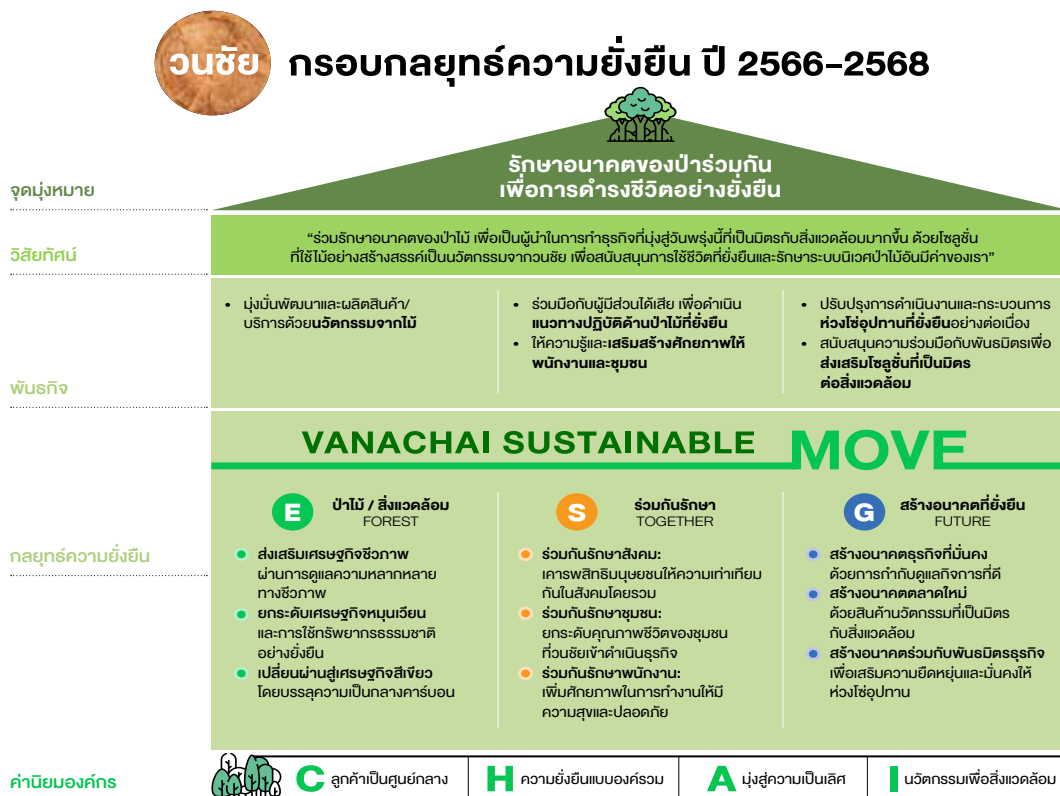 วนชัย กรอบกลยุทธ์ความยั่งยืน ปี 2566-2568
จุดมุ่งหมาย
รักษาอนาคตของป่าร่วมกัน
เพื่อการดำรงชีวิตอย่างยั่งยืน
วิสัยทัศน์
“ร่วมรักษาอนาคตของป่าไม้ เพื่อเป็นผู้นำในการทำธุรกิจที่มุ่งสู่วันพรุ่งนี้ที่เป็นมิตรกับสิ่งแวดล้อมมากขึ้น ด้วยโซลูชั่น
ที่ใช้ไม้อย่างสร้างสรรค์เป็นนวัตกรรมจากวนชัย เพื่อสนับสนุนการใช้ชีวิตที่ยั่งยืนและรักษาระบบนิเวศป่าไม้อันมีค่าของเรา”
พันธกิจ
• มุ่งมั่นพัฒนาและผลิตสินค้า/
บริการด้วยนวัตกรรมจากไม้
• ร่วมมือกับผู้มีส่วนได้เสีย เพื่อดำเนิน
แนวทางปฏิบัติด้านป่าไม้ที่ยั่งยืน
• ให้ความรู้และเสริมสร้างศักยภาพให้
พนักงานและชุมชน
• ปรับปรุงการดำเนินงานและกระบวนการ
ห่วงโซ่อุปทานที่ยั่งยืนอย่างต่อเนื่อง
• สนับสนุนความร่วมมือกับพันธมิตรเพื่อ
ส่งเสริมโซลูชั่นที่เป็นมิตร
ต่อสิ่งแวดล้อม
กลยุทธ์ความยั่งยืน
VANACHAI SUSTAINABLE MOVE
E ป่าไม้ / สิ่งแวดล้อม
FOREST
ส่งเสริมเศรษฐกิจชีวภาพ
ผ่านการดูแลความหลากหลาย
ทางชีวภาพ
ยกระดับเศรษฐกิจหมุนเวียน
และการใช้ทรัพยากรธรรมชาติ
อย่างยั่งยืน
เปลี่ยนผ่านสู่เศรษฐกิจสีเขียว
โดยบรรลุความเป็นกลางคาร์บอน
S ร่วมกันรักษา
TOGETHER
ร่วมกันรักษาสังคม:
เคารพสิทธิมนุษยชนให้ความเท่าเทียม
กันในสังคมโดยรวม
ร่วมกันรักษาชุมชน:
ยกระดับคุณภาพชีวิตของชุมชน
ที่วนชัยเข้าดำเนินธุรกิจ
ร่วมกันรักษาพนักงาน:
เพิ่มศักยภาพในการทำงานให้มี
ความสุขและปลอดภัย
G สร้างอนาคตที่ยั่งยืน
FUTURE
สร้างอนาคตธุรกิจที่มั่นคง
ด้วยการกำกับดูแลกิจการที่ดี
สร้างอนาคตตลาดใหม่
ด้วยสินค้านวัตกรรมที่เป็นมิตร
กับสิ่งแวดล้อม
สร้างอนาคตร่วมกับพันธมิตรธุรกิจ
เพื่อเสริมความยืดหยุ่นและมั่นคงให้
ห่วงโซ่อุปทาน
ค่านิยมองค์กร
C ลูกค้าเป็นศูนย์กลาง
H ความยั่งยืนแบบองค์รวม
A มุ่งสู่ความเป็นเลิศ
I นวัตกรรมเพื่อสิ่งแวดล้อม